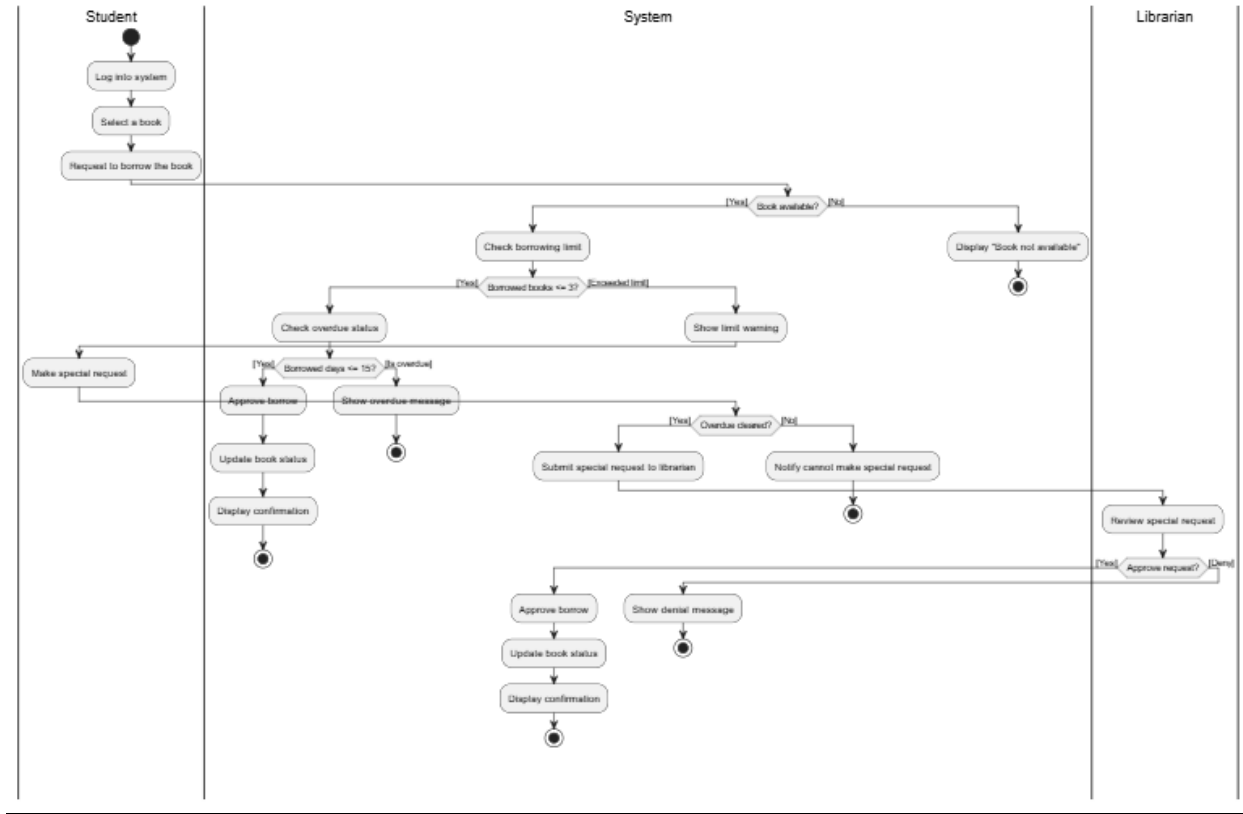 Student
System
Librarian
Log into system
Select a book
Request to borrow the book
[Yes] Book available? [No]
Check borrowing limit
Display "Book not available"
[Yes] Borrowed books <= 3? [Exceeded limit]
Check overdue status
Show limit warning
Make special request
[Yes] Borrowed days <= 15? [Is overdue]
Approve borrow
Show overdue message
[Yes] Overdue cleared? [No]
Update book status
Submit special request to librarian
Notify cannot make special request
Display confirmation
Review special request
[Yes] Approve request? [Deny]
Approve borrow
Show denial message
Update book status
Display confirmation